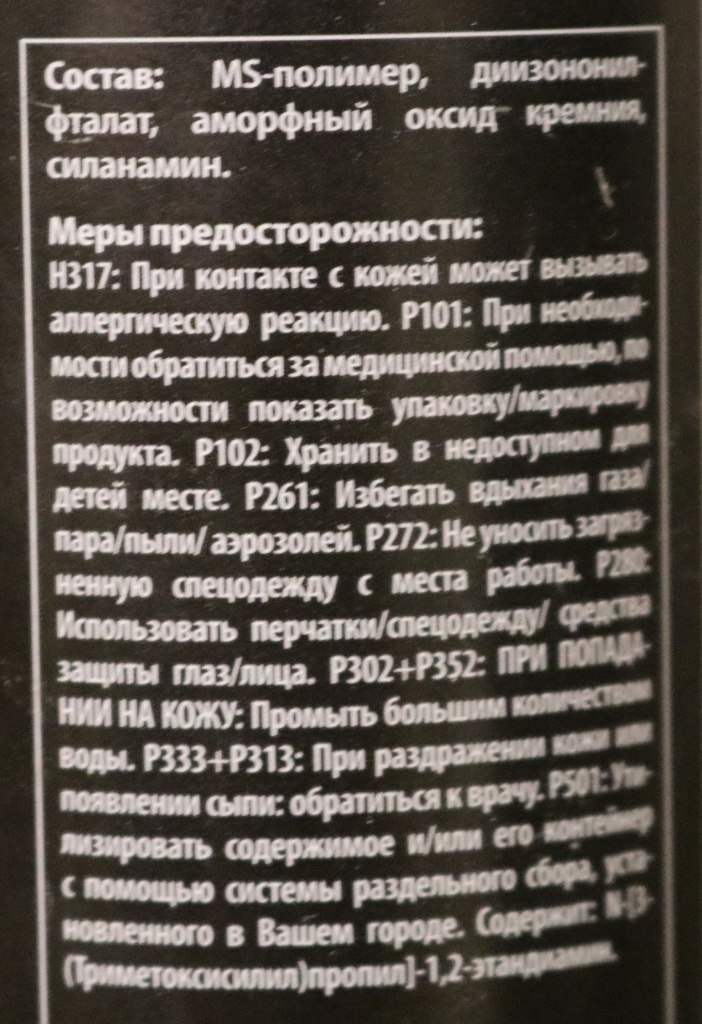 Состав: MS-полимер, диизононил-
фталат, аморфный оксид кремния,
силанамин.
Меры предосторожности:
H317: При контакте с кожей может вызывать
аллергическую реакцию. P101: При необходи-
мости обратиться за медицинской помощью, по
возможности показать упаковку/маркировку
продукта. P102: Хранить в недоступном для
детей месте. P261: Избегать вдыхания газа/
пара/пыли/ аэрозолей. P272: Не уносить загряз-
ненную спецодежду с места работы. P280:
Использовать перчатки/спецодежду/ средства
защиты глаз/лица. P302+P352: ПРИ ПОПАДА-
НИИ НА КОЖУ: Промыть большим количеством
воды. P333+P313: При раздражении кожи или
появлении сыпи: обратиться к врачу. P501: Ути-
лизировать содержимое и/или его контейнер
с помощью системы раздельного сбора, уста-
новленного в Вашем городе. Содержит: N-[3-
(Триметоксисилил)пропил]-1,2-этандиамин.